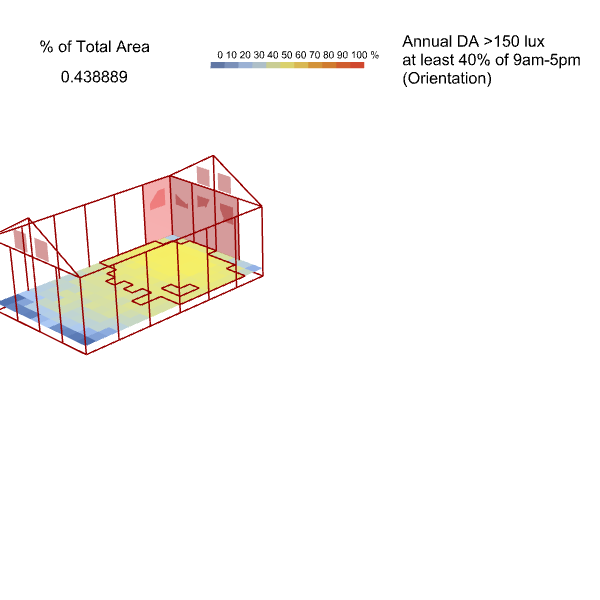 % of Total Area
0.438889
0 10 20 30 40 50 60 70 80 90 100 %
Annual DA >150 lux
at least 40% of 9am-5pm
(Orientation)